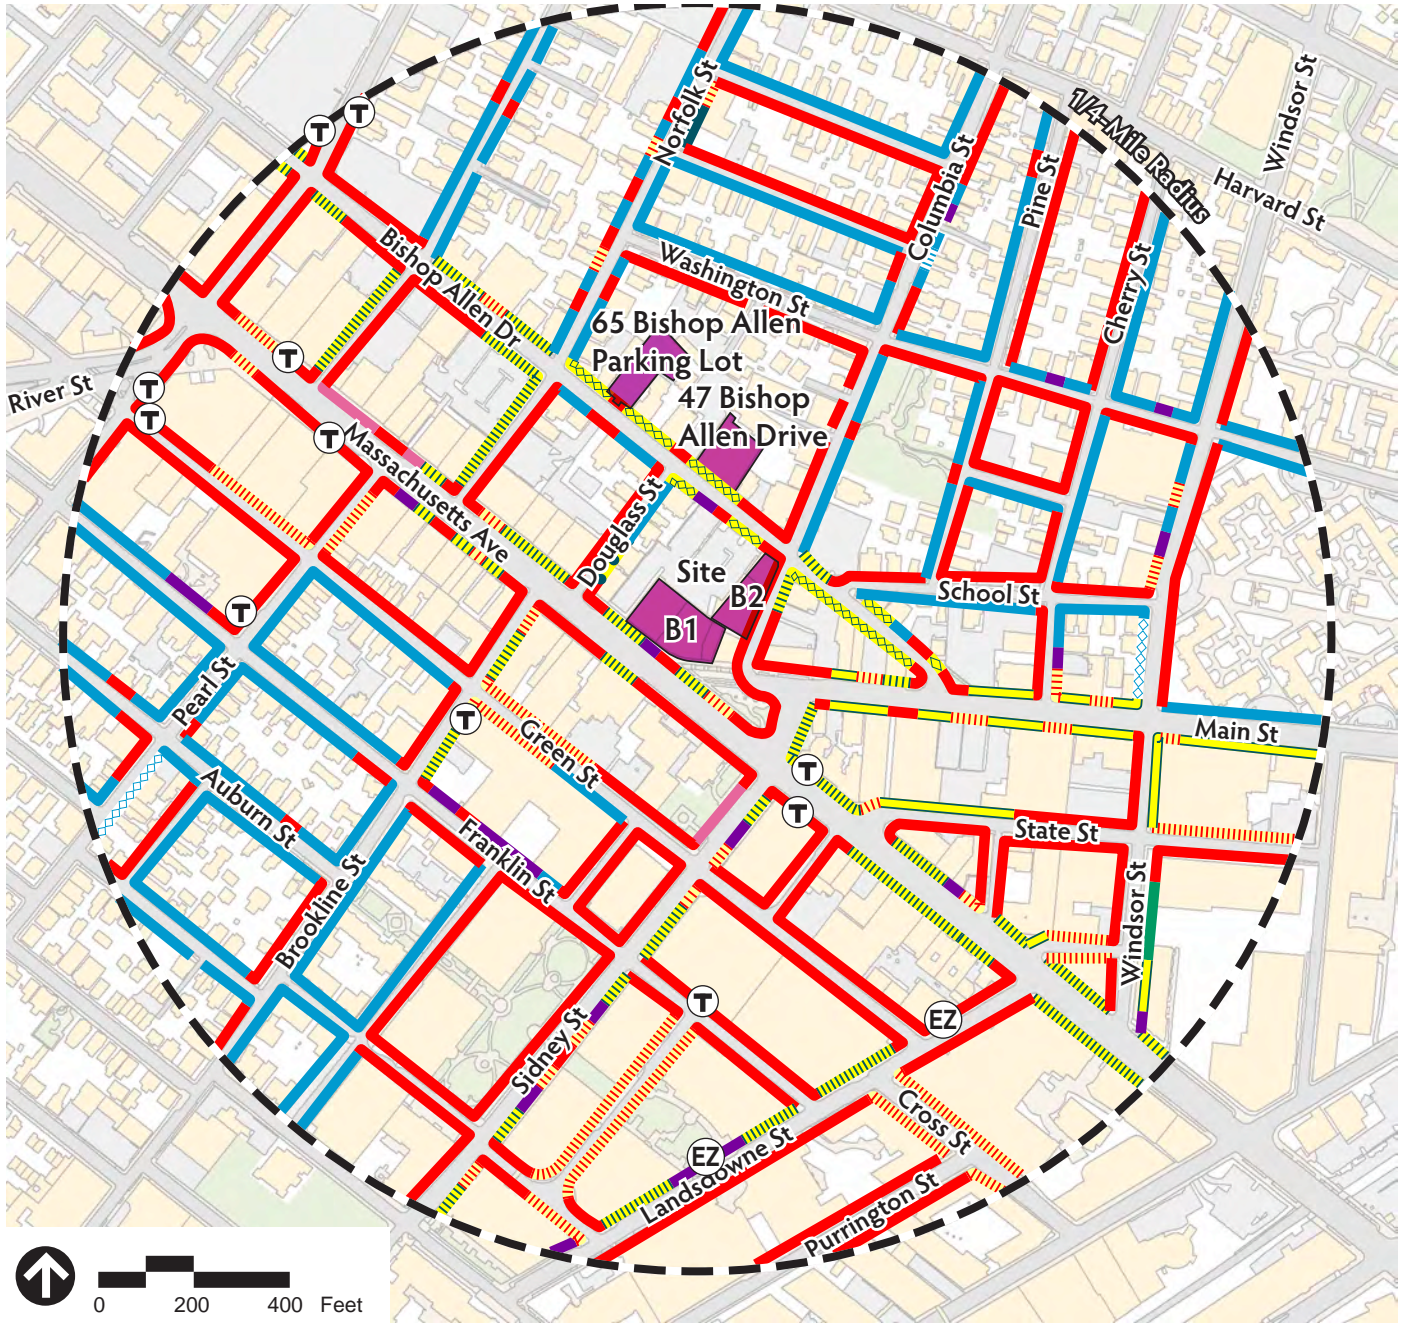 Windsor St
1/4-Mile Radius
Harvard St
Norfolk St
Columbia St
Pine St
Cherry St
T
T
Bishop Allen Dr
Washington St
65 Bishop Allen
Parking Lot
47 Bishop
Allen Drive
River St
T
T
T
T
Massachusetts Ave
Douglass St
Site
B2
B1
School St
T
Pearl St
T
Green St
Main St
T
T
State St
Auburn St
Franklin St
Brookline St
Windsor St
T
EZ
Sidney St
Cross St
EZ
Landsdowne St
Purrington St
0 200 400 Feet